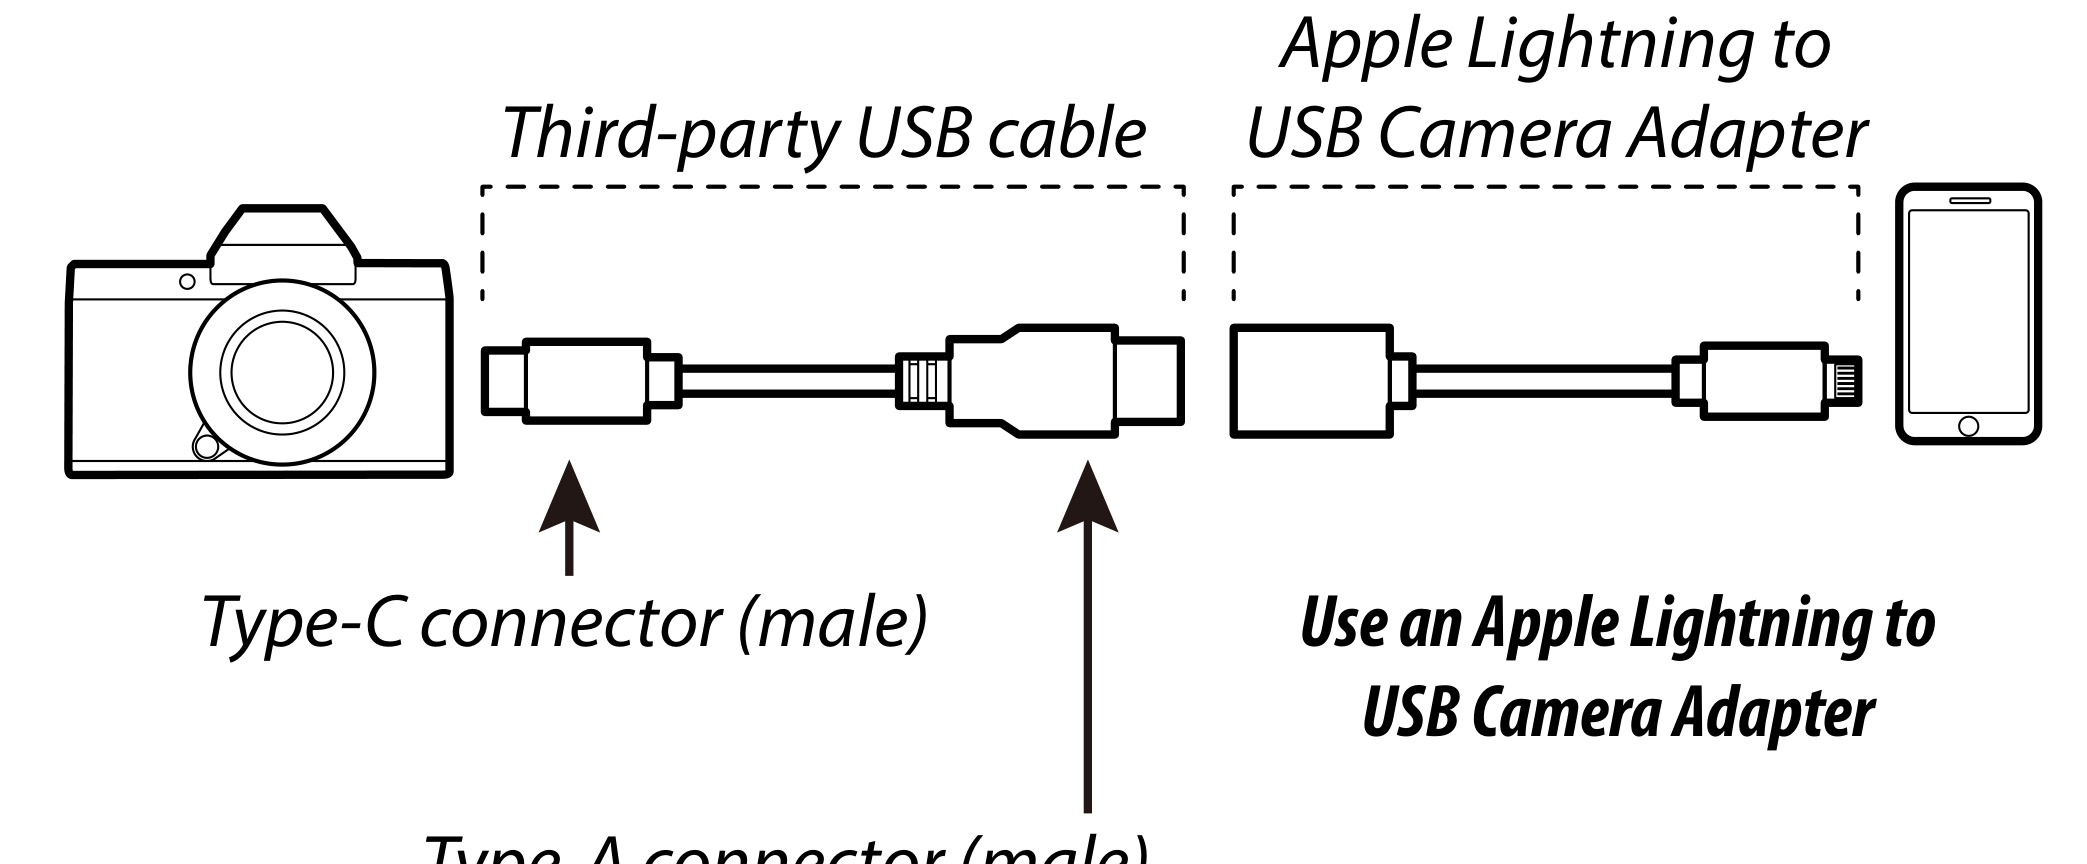 Apple Lightning to
USB Camera Adapter
Third-party USB cable
Type-C connector (male)
Use an Apple Lightning to
USB Camera Adapter
Type-A connector (male)